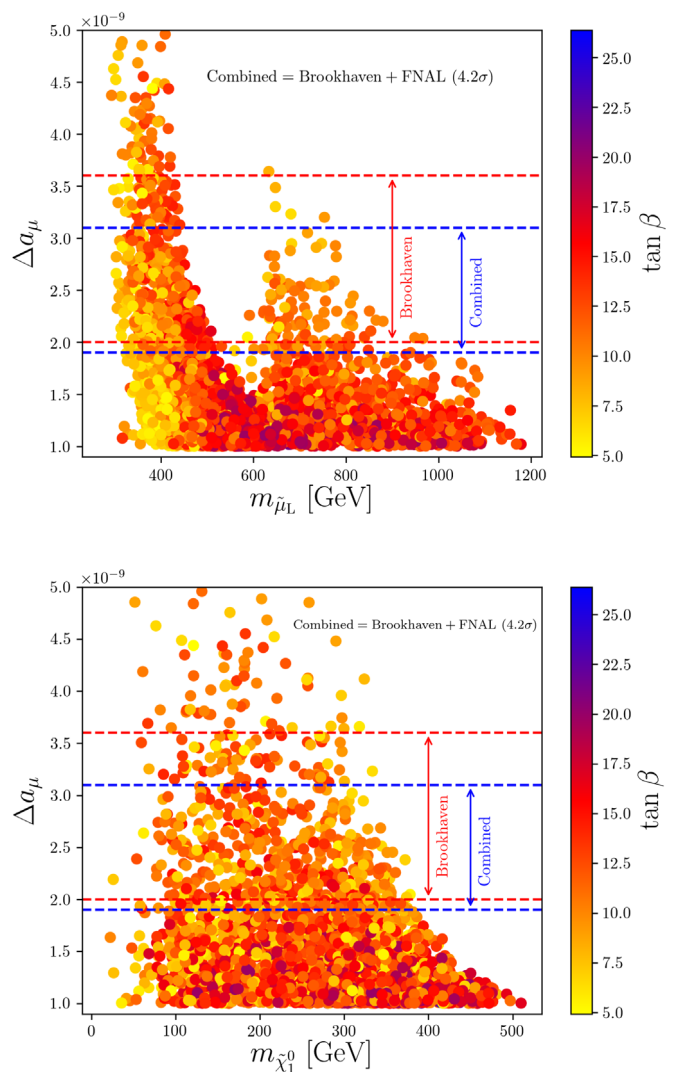 ×10⁻⁹
5.0
4.5
4.0
3.5
3.0
2.5
2.0
1.5
1.0
Δa_μ
Combined = Brookhaven + FNAL (4.2σ)
Brookhaven
Combined
400 600 800 1000 1200
m_μ̃_L [GeV]
25.0
22.5
20.0
17.5
15.0
12.5
10.0
7.5
5.0
tan β
×10⁻⁹
5.0
4.5
4.0
3.5
3.0
2.5
2.0
1.5
1.0
Δa_μ
Combined = Brookhaven + FNAL (4.2σ)
Brookhaven
Combined
0 100 200 300 400 500
m_χ̃₁⁰ [GeV]
25.0
22.5
20.0
17.5
15.0
12.5
10.0
7.5
5.0
tan β